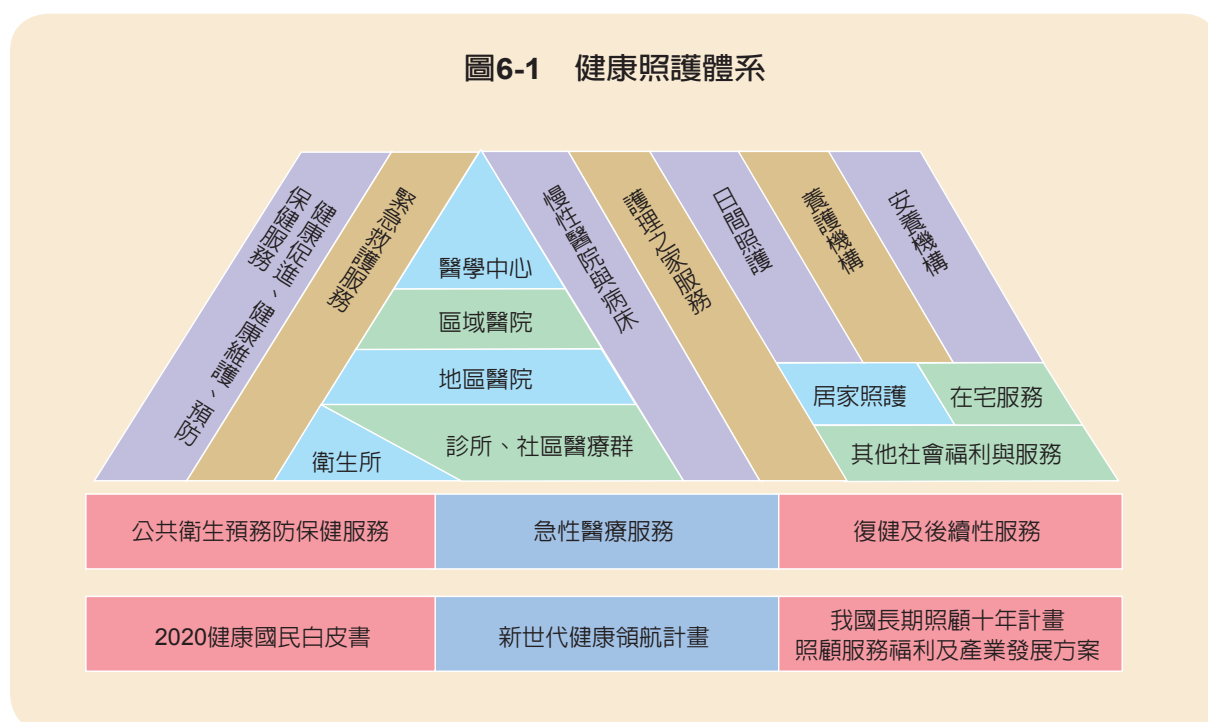 圖6-1 健康照護體系
健康促進、健康維護、預防
保健服務
緊急救護服務
醫學中心
區域醫院
地區醫院
衛生所
診所、社區醫療群
慢性醫院與病床
護理之家服務
日間照護
養護機構
安養機構
居家照護
在宅服務
其他社會福利與服務
公共衛生預務防保健服務
急性醫療服務
復健及後續性服務
2020健康國民白皮書
新世代健康領航計畫
我國長期照顧十年計畫
照顧服務福利及產業發展方案